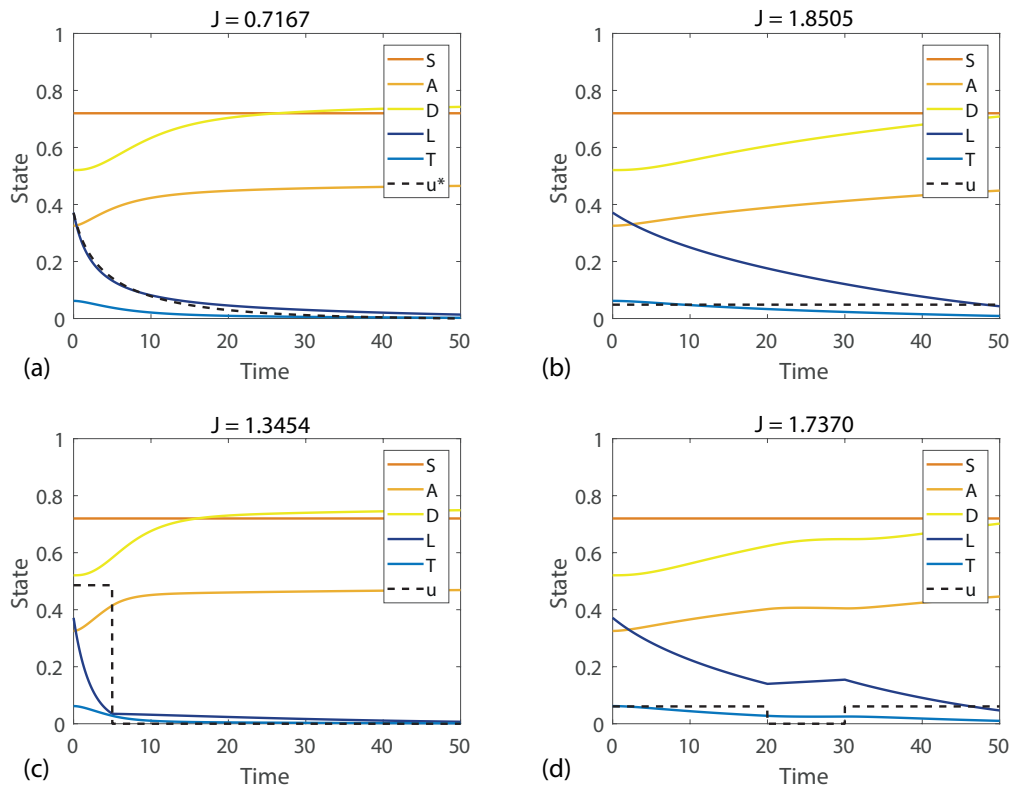 J = 0.7167
1
0.8
0.6
0.4
0.2
0
State
S
A
D
L
T
u*
0 10 20 30 40 50
Time
(a)
J = 1.8505
1
0.8
0.6
0.4
0.2
0
State
S
A
D
L
T
u
0 10 20 30 40 50
Time
(b)
J = 1.3454
1
0.8
0.6
0.4
0.2
0
State
S
A
D
L
T
u
0 10 20 30 40 50
Time
(c)
J = 1.7370
1
0.8
0.6
0.4
0.2
0
State
S
A
D
L
T
u
0 10 20 30 40 50
Time
(d)